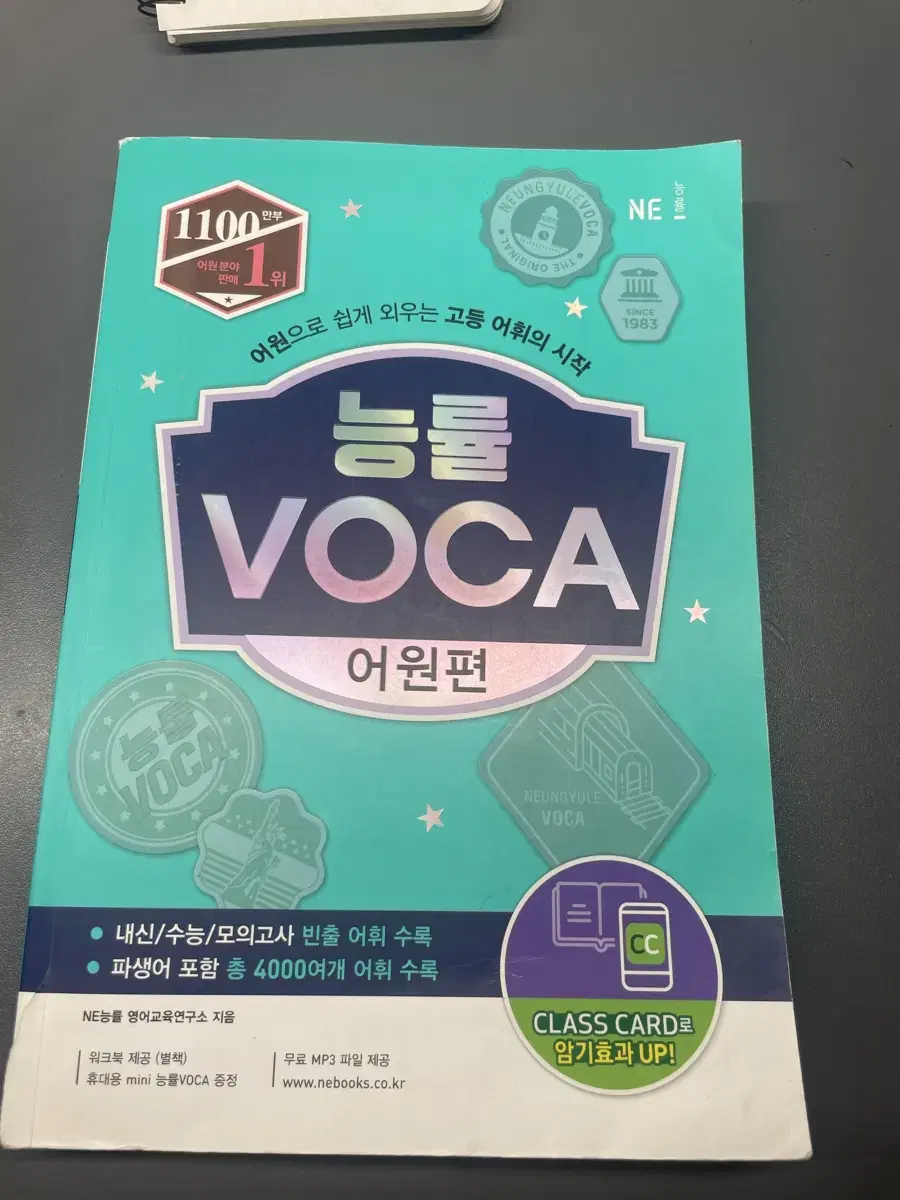 1100만부
어원 분야
판매 1위
NEUNGYULEVOCA
THE ORIGINAL
NE 능률
SINCE
1983
어원으로 쉽게 외우는 고등 어휘의 시작
능률
VOCA
어원편
능률
VOCA
NEUNGYULE
VOCA
• 내신/수능/모의고사 빈출 어휘 수록
• 파생어 포함 총 4000여개 어휘 수록
CC
CLASS CARD로
암기효과 UP!
NE능률 영어교육연구소 지음
워크북 제공 (별책)
휴대용 mini 능률VOCA 증정
무료 MP3 파일 제공
www.nebooks.co.kr